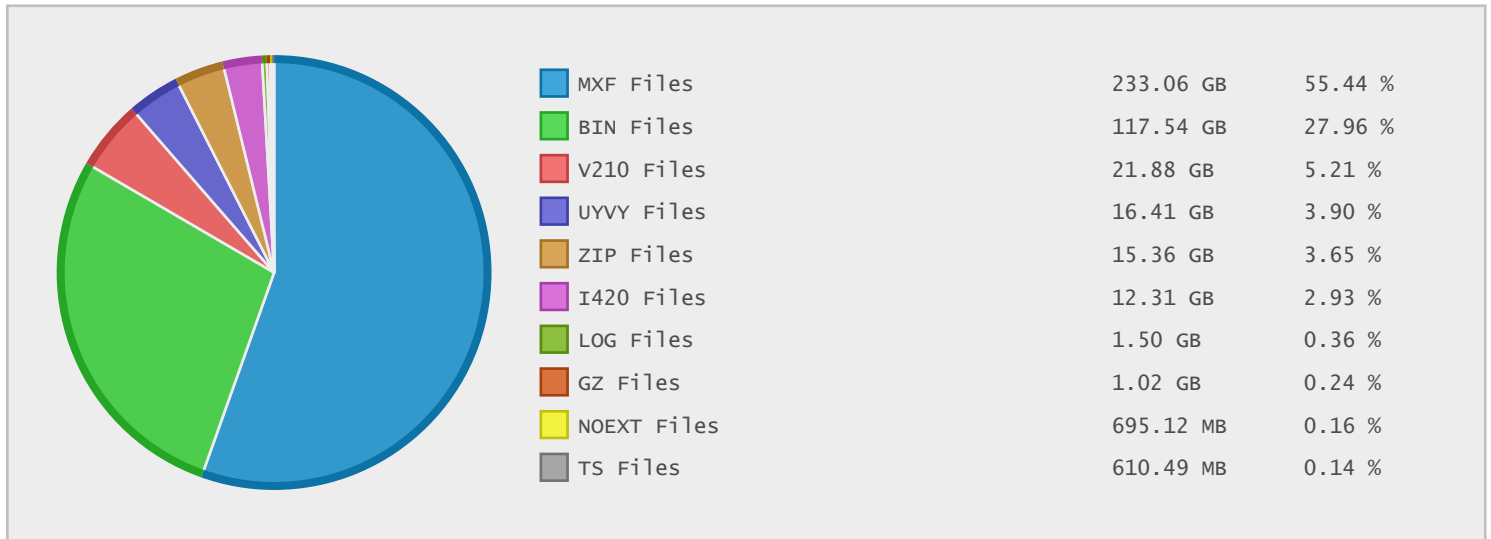 MXF Files 233.06 GB 55.44 %
BIN Files 117.54 GB 27.96 %
V210 Files 21.88 GB 5.21 %
UYVY Files 16.41 GB 3.90 %
ZIP Files 15.36 GB 3.65 %
I420 Files 12.31 GB 2.93 %
LOG Files 1.50 GB 0.36 %
GZ Files 1.02 GB 0.24 %
NOEXT Files 695.12 MB 0.16 %
TS Files 610.49 MB 0.14 %